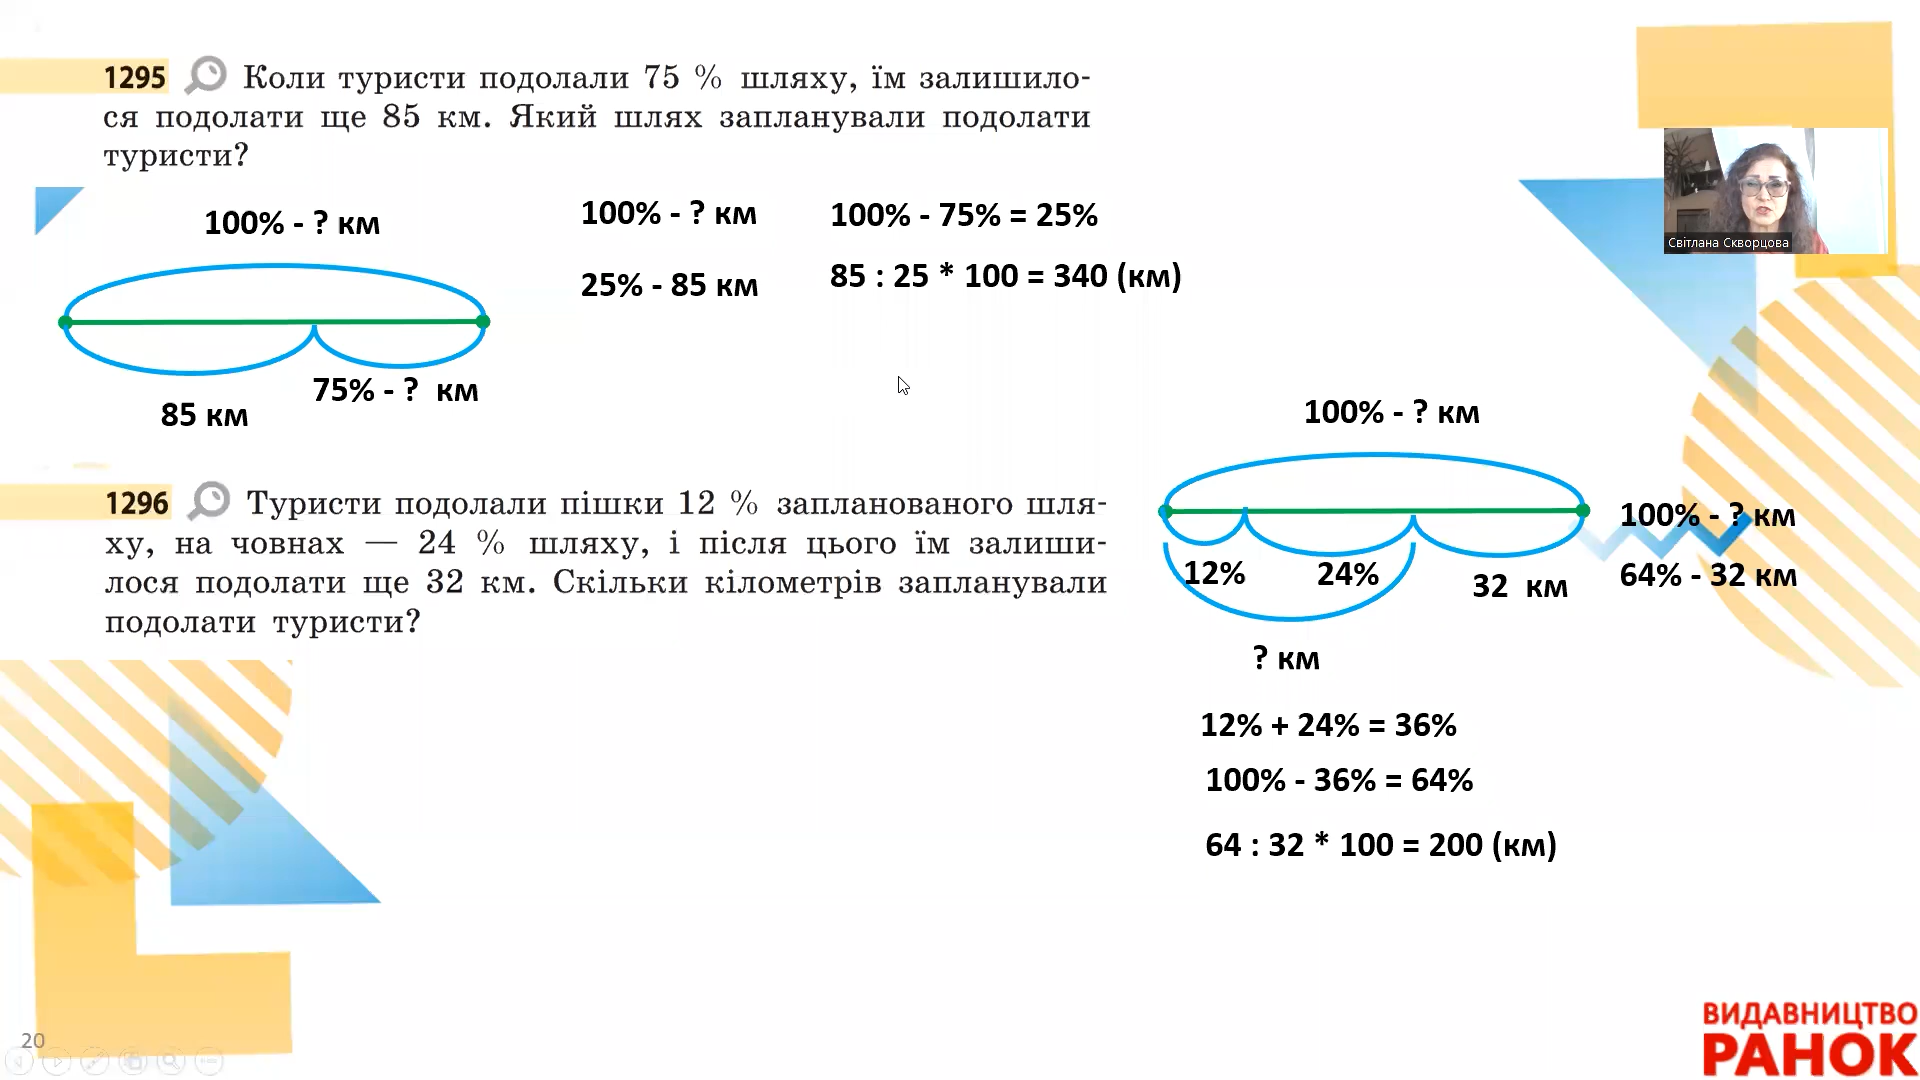 1295 Коли туристи подолали 75 % шляху, їм залишило-
ся подолати ще 85 км. Який шлях запланували подолати
туристи?
100% - ? км
85 км
75% - ? км
100% - ? км
25% - 85 км
100% - 75% = 25%
85 : 25 * 100 = 340 (км)
Світлана Скворцова
1296 Туристи подолали пішки 12 % запланованого шля-
ху, на човнах — 24 % шляху, і після цього їм залиши-
лося подолати ще 32 км. Скільки кілометрів запланували
подолати туристи?
100% - ? км
12%
24%
32 км
? км
100% - ? км
64% - 32 км
12% + 24% = 36%
100% - 36% = 64%
64 : 32 * 100 = 200 (км)
20
ВИДАВНИЦТВО
РАНОК